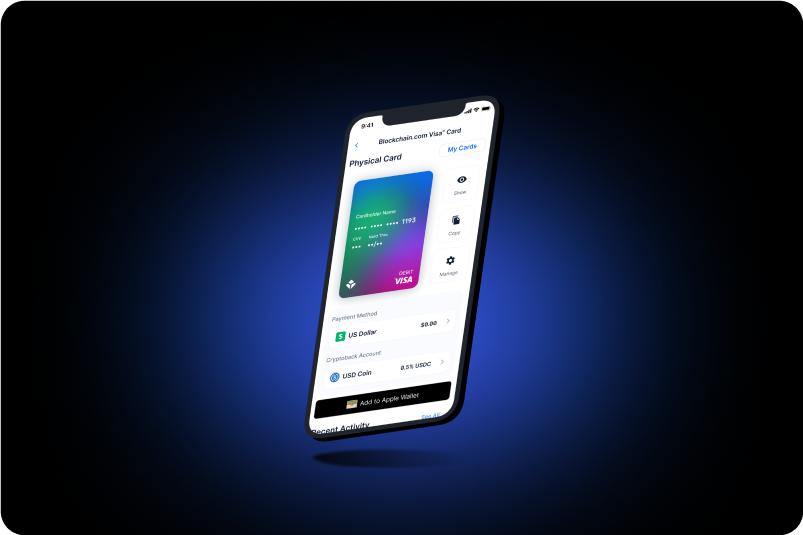 9:41
Blockchain.com Visa® Card
Physical Card
My Cards
Cardholder Name
•••• •••• •••• 1193
CVV Valid Thru
••• ••/••
DEBIT
VISA
Show
Copy
Manage
Payment Method
$ US Dollar $0.00
Cryptoback Account
USD Coin 0.5% USDC
Add to Apple Wallet
Recent Activity
See All